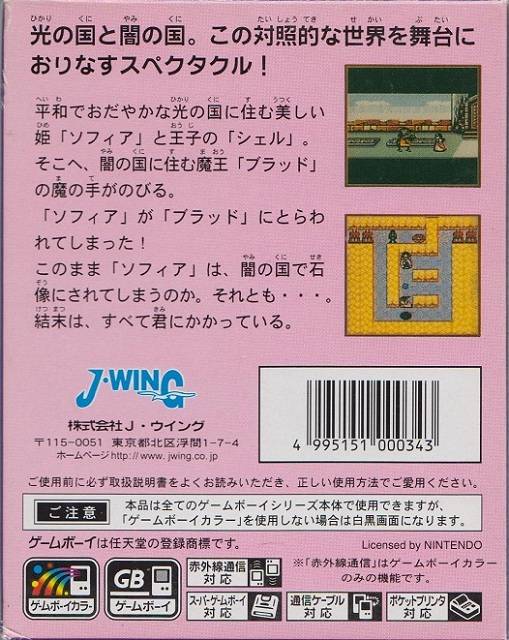 光の国と闇の国。この対照的な世界を舞台に
おりなすスペクタクル！
平和でおだやかな光の国に住む美しい
姫「ソフィア」と王子の「シェル」。
そこへ、闇の国に住む魔王「ブラッド」
の魔の手がのびる。
「ソフィア」が「ブラッド」にとらわ
れてしまった！
このまま「ソフィア」は、闇の国で石
像にされてしまうのか。それとも・・・。
結末は、すべて君にかかっている。
J・WING
株式会社J・ウイング
〒115-0051 東京都北区浮間1-7-4
ホームページhttp://www.jwing.co.jp
4 995151 000343
ご使用前に必ず取扱説明書をよくお読みいただき、正しい使用方法でご愛用ください。
ご注意
本品は全てのゲームボーイシリーズ本体で使用できますが、
「ゲームボーイカラー」を使用しない場合は白黒画面になります。
ゲームボーイは任天堂の登録商標です。
Licensed by NINTENDO
ゲームボーイカラー
GB
ゲームボーイ
赤外線通信
対応
※「赤外線通信」はゲームボーイカラー
のみの機能です。
スーパーゲームボーイ
対応
通信ケーブル
対応
ポケットプリンタ
対応